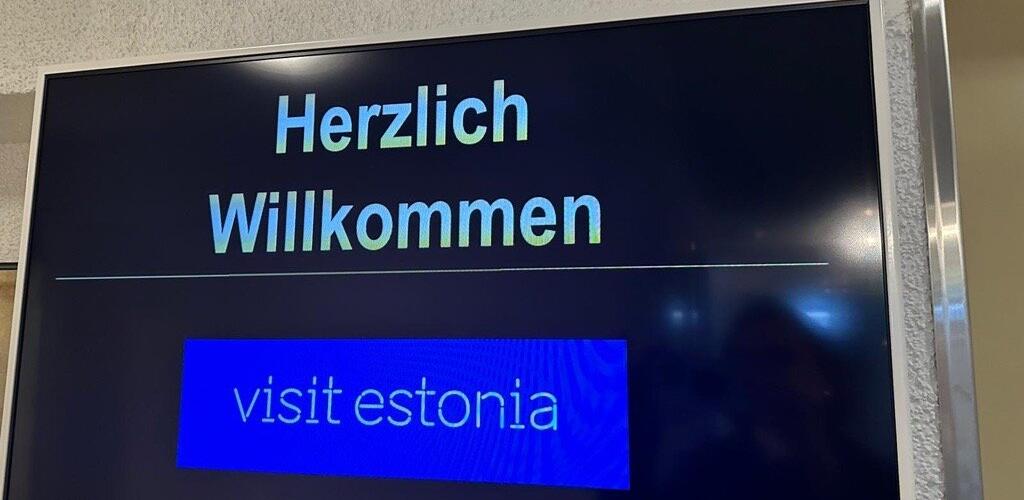 Herzlich
Willkommen
visit estonia